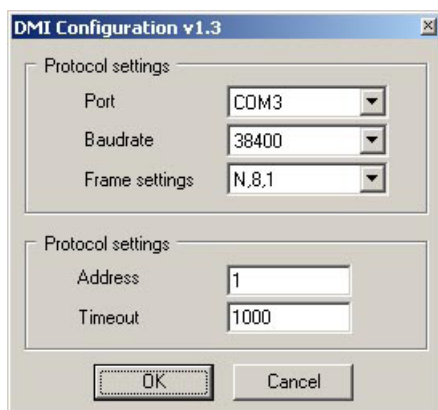 DMI Configuration v1.3
Protocol settings
Port COM3
Baudrate 38400
Frame settings N,8,1
Protocol settings
Address 1
Timeout 1000
OK Cancel